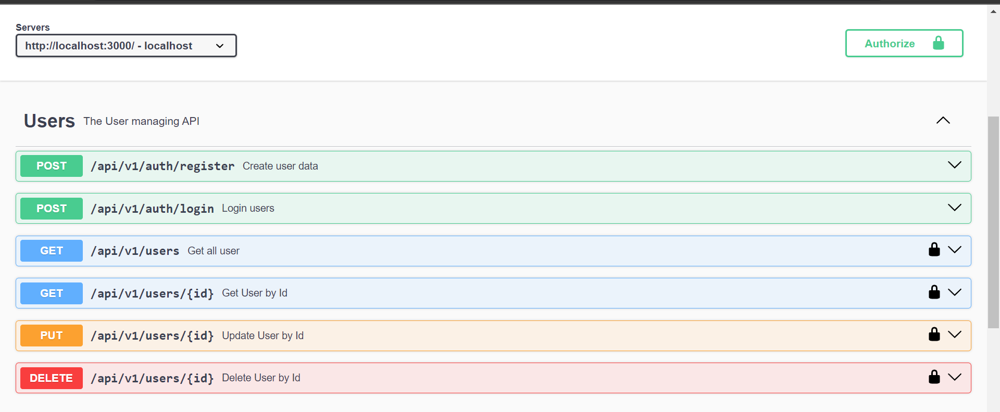 Servers
http://localhost:3000/ - localhost
Authorize
Users The User managing API
POST /api/v1/auth/register Create user data
POST /api/v1/auth/login Login users
GET /api/v1/users Get all user
GET /api/v1/users/{id} Get User by Id
PUT /api/v1/users/{id} Update User by Id
DELETE /api/v1/users/{id} Delete User by Id